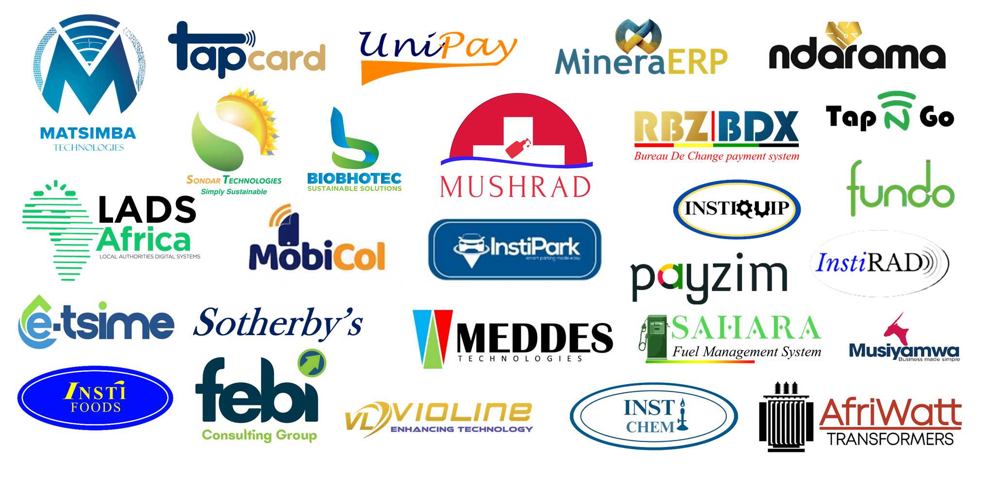 MATSIMBA
TECHNOLOGIES
tapcard
UniPay
MineraERP
ndarama
SONDAR TECHNOLOGIES
Simply Sustainable
BIOBHOTEC
SUSTAINABLE SOLUTIONS
MUSHRAD
RBZ|BDX
Bureau De Change payment system
Tap N Go
fundo
LADS
Africa
LOCAL AUTHORITIES DIGITAL SYSTEMS
MobiCol
InstiPark
smart parking made easy
INSTIQUIP
payzim
InstiRAD
e-tsime
Sotherby's
MEDDES
TECHNOLOGIES
SAHARA
Fuel Management System
Musiyamwa
Business made simple
INSTI
FOODS
febi
Consulting Group
VL VIOLINE
ENHANCING TECHNOLOGY
INST
CHEM
AfriWatt
TRANSFORMERS